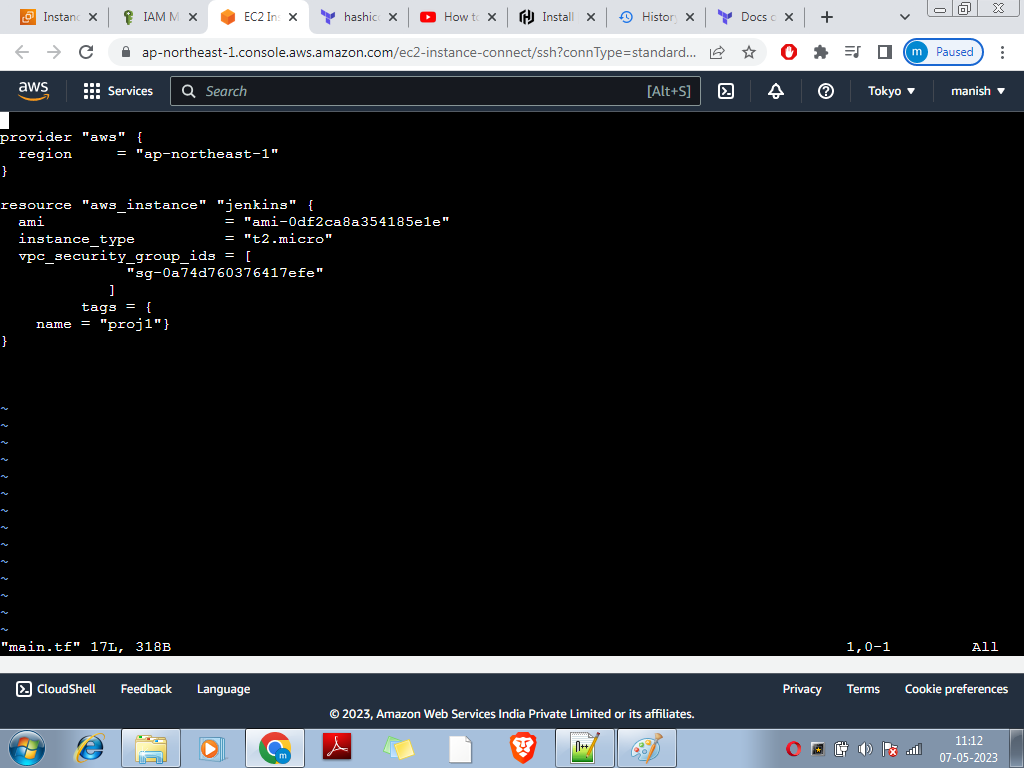 Instanc
IAM M
EC2 Ins
hashic
How to
Install
History
Docs o
ap-northeast-1.console.aws.amazon.com/ec2-instance-connect/ssh?connType=standard...
m Paused
aws
Services
Search [Alt+S]
Tokyo ▼
manish ▼
provider "aws" {
  region     = "ap-northeast-1"
}
resource "aws_instance" "jenkins" {
  ami                    = "ami-0df2ca8a354185e1e"
  instance_type          = "t2.micro"
  vpc_security_group_ids = [
              "sg-0a74d760376417efe"
            ]
         tags = {
    name = "proj1"}
}
~
~
~
~
~
~
~
~
~
~
~
~
~
~
"main.tf" 17L, 318B 1,0-1 All
CloudShell Feedback Language Privacy Terms Cookie preferences
© 2023, Amazon Web Services India Private Limited or its affiliates.
m
11:12
07-05-2023